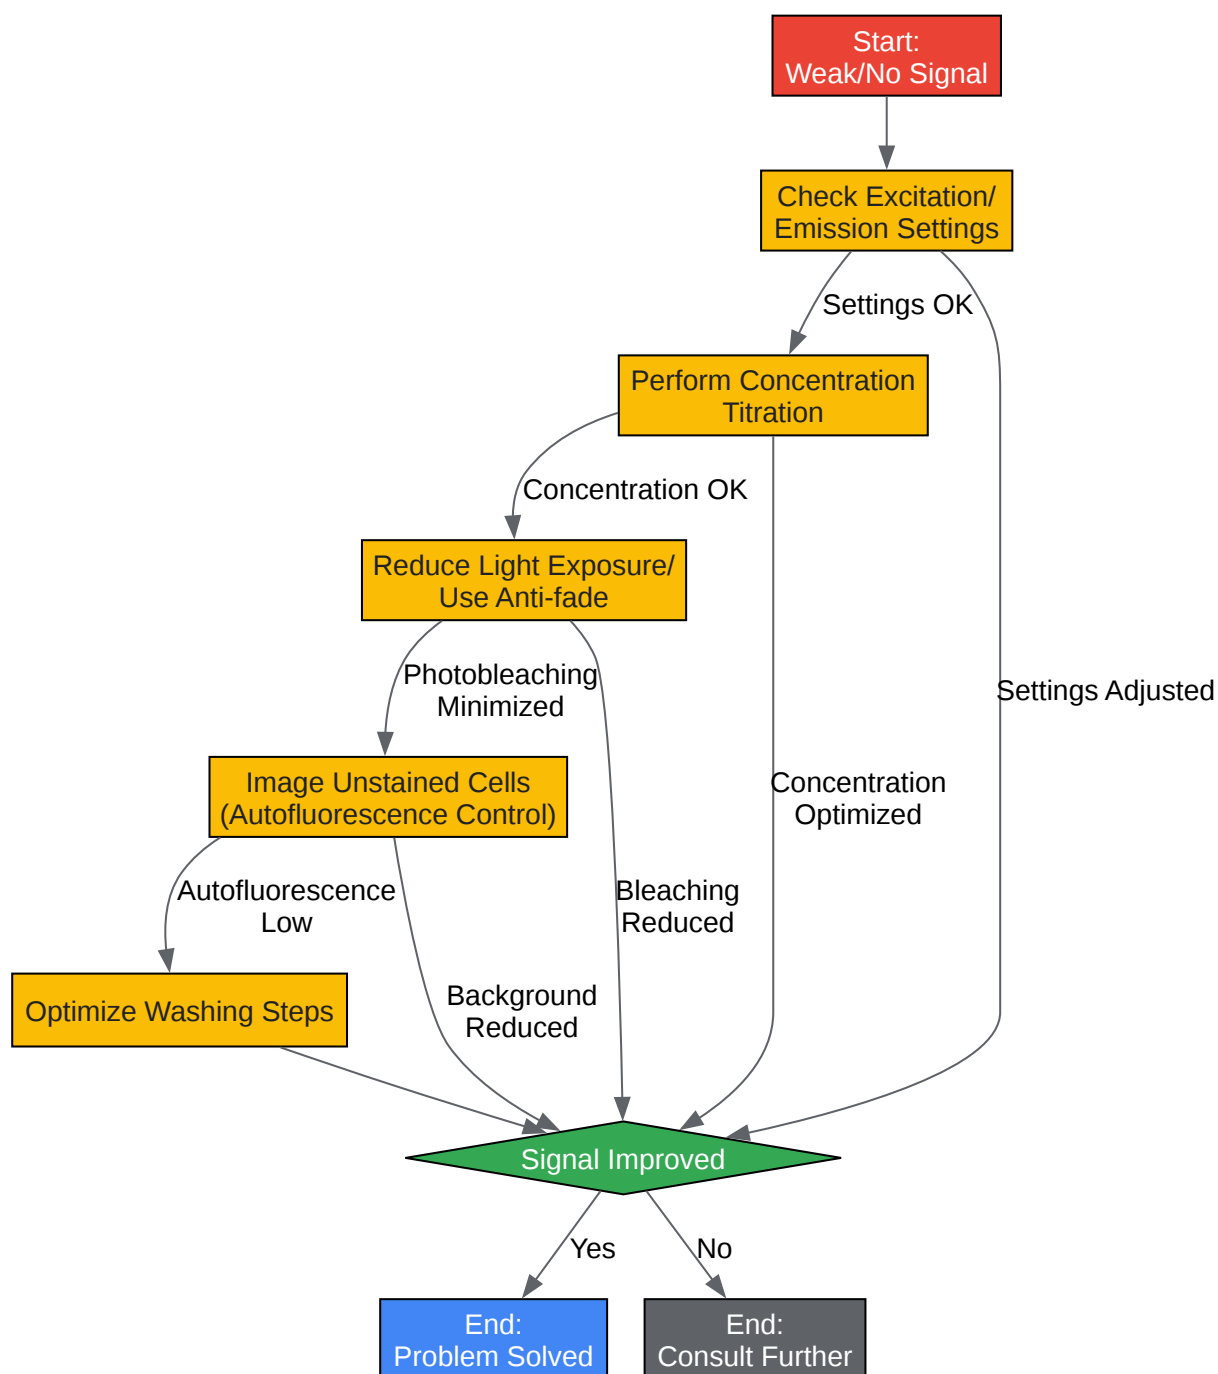 Start:
Weak/No Signal
Check Excitation/
Emission Settings
Settings OK
Perform Concentration
Titration
Concentration OK
Reduce Light Exposure/
Use Anti-fade
Photobleaching
Minimized
Settings Adjusted
Image Unstained Cells
(Autofluorescence Control)
Concentration
Optimized
Autofluorescence
Low
Bleaching
Reduced
Optimize Washing Steps
Background
Reduced
Signal Improved
Yes
No
End:
Problem Solved
End:
Consult Further